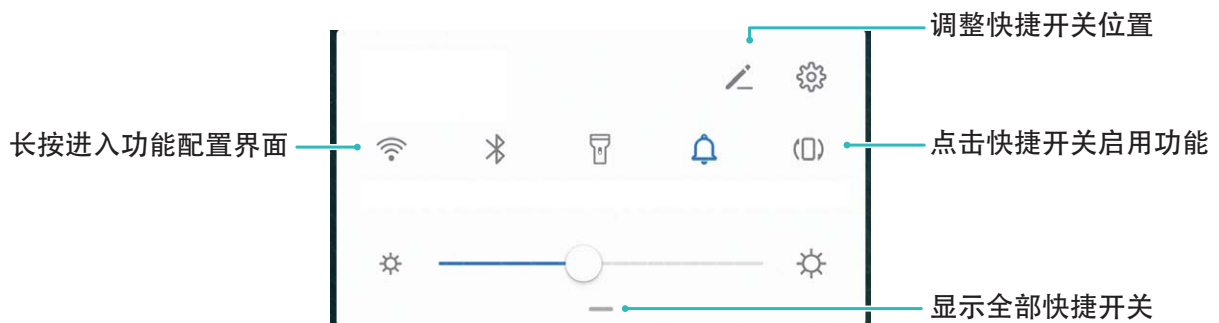 调整快捷开关位置
长按进入功能配置界面
点击快捷开关启用功能
显示全部快捷开关